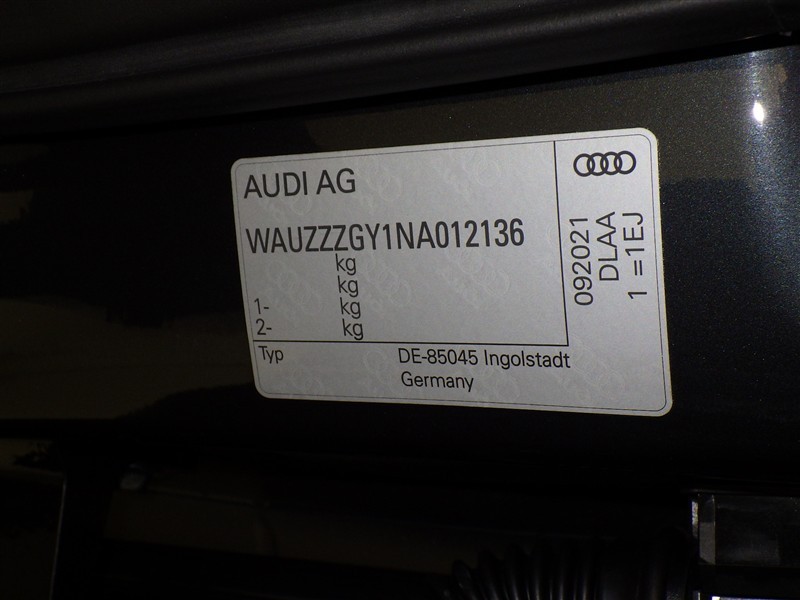 AUDI AG
WAUZZZGY1NA012136
kg
kg
1- kg
2- kg
Typ DE-85045 Ingolstadt
Germany
092021
DLAA
1 =1EJ